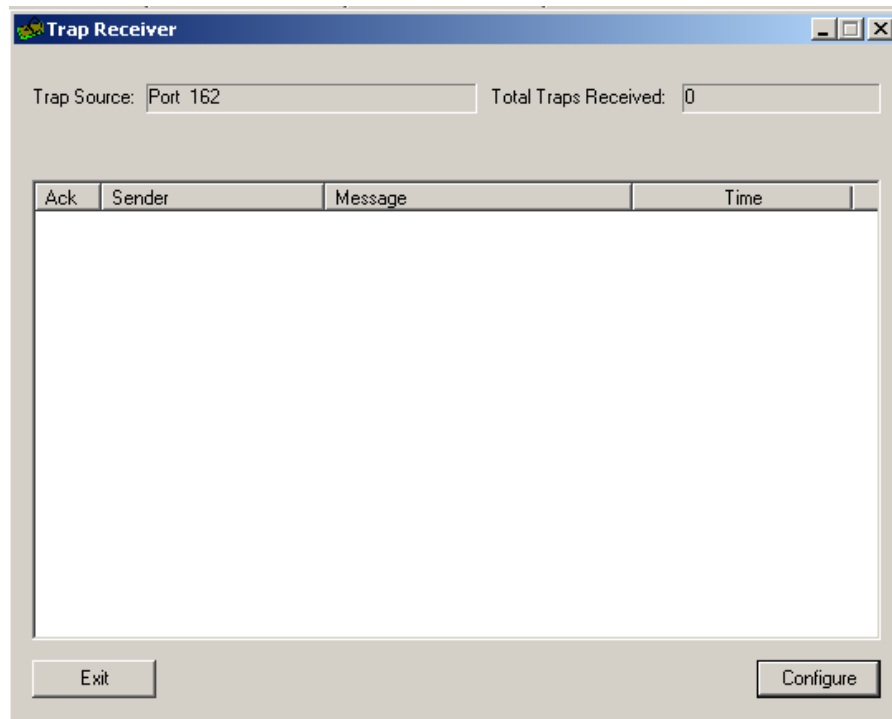 Trap Receiver
Trap Source: Port 162 Total Traps Received: 0
Ack Sender Message Time
Exit Configure